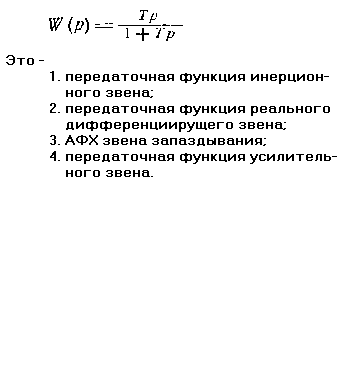 W (p) = Tp / 1 + Tp
Это -
1. передаточная функция инерцион-
ного звена;
2. передаточная функция реального
дифференциирущего звена;
3. АФХ звена запаздывания;
4. передаточная функция усилитель-
ного звена.